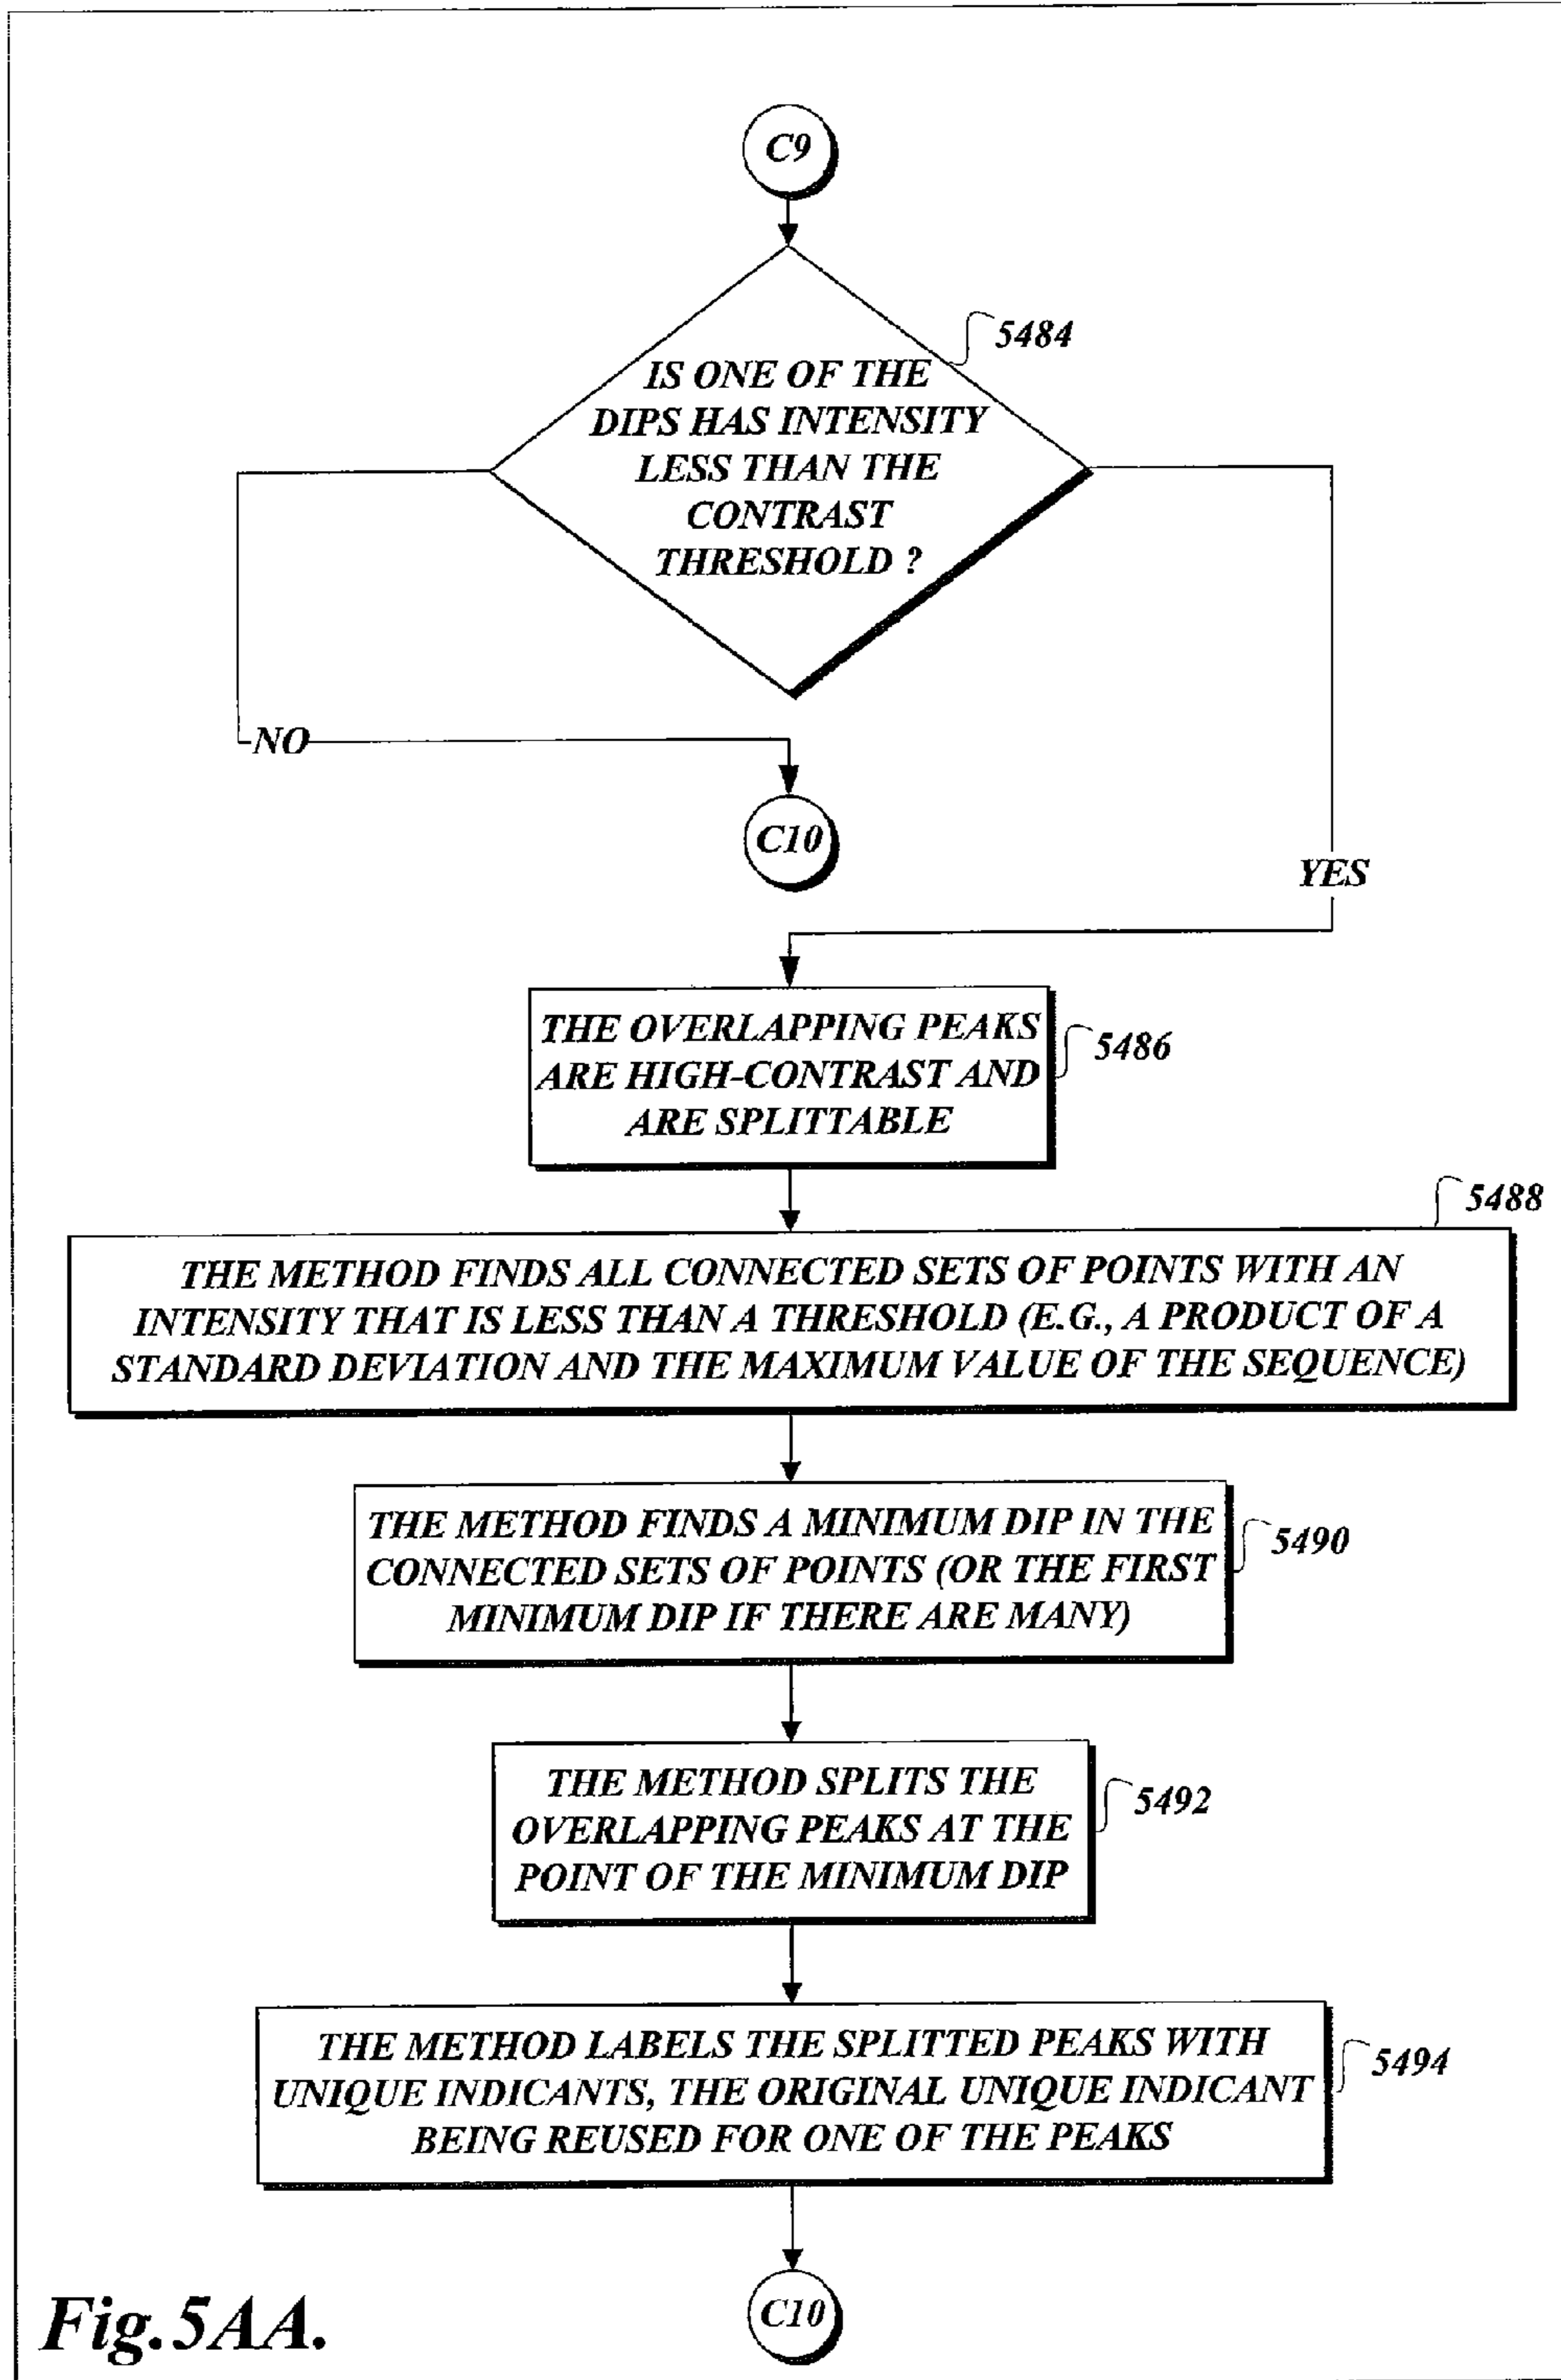 C9
5484
IS ONE OF THE
DIPS HAS INTENSITY
LESS THAN THE
CONTRAST
THRESHOLD ?
NO
C10
YES
THE OVERLAPPING PEAKS
ARE HIGH-CONTRAST AND
ARE SPLITTABLE
5486
5488
THE METHOD FINDS ALL CONNECTED SETS OF POINTS WITH AN
INTENSITY THAT IS LESS THAN A THRESHOLD (E.G., A PRODUCT OF A
STANDARD DEVIATION AND THE MAXIMUM VALUE OF THE SEQUENCE)
THE METHOD FINDS A MINIMUM DIP IN THE
CONNECTED SETS OF POINTS (OR THE FIRST
MINIMUM DIP IF THERE ARE MANY)
5490
THE METHOD SPLITS THE
OVERLAPPING PEAKS AT THE
POINT OF THE MINIMUM DIP
5492
THE METHOD LABELS THE SPLITTED PEAKS WITH
UNIQUE INDICANTS, THE ORIGINAL UNIQUE INDICANT
BEING REUSED FOR ONE OF THE PEAKS
5494
C10
Fig.5AA.